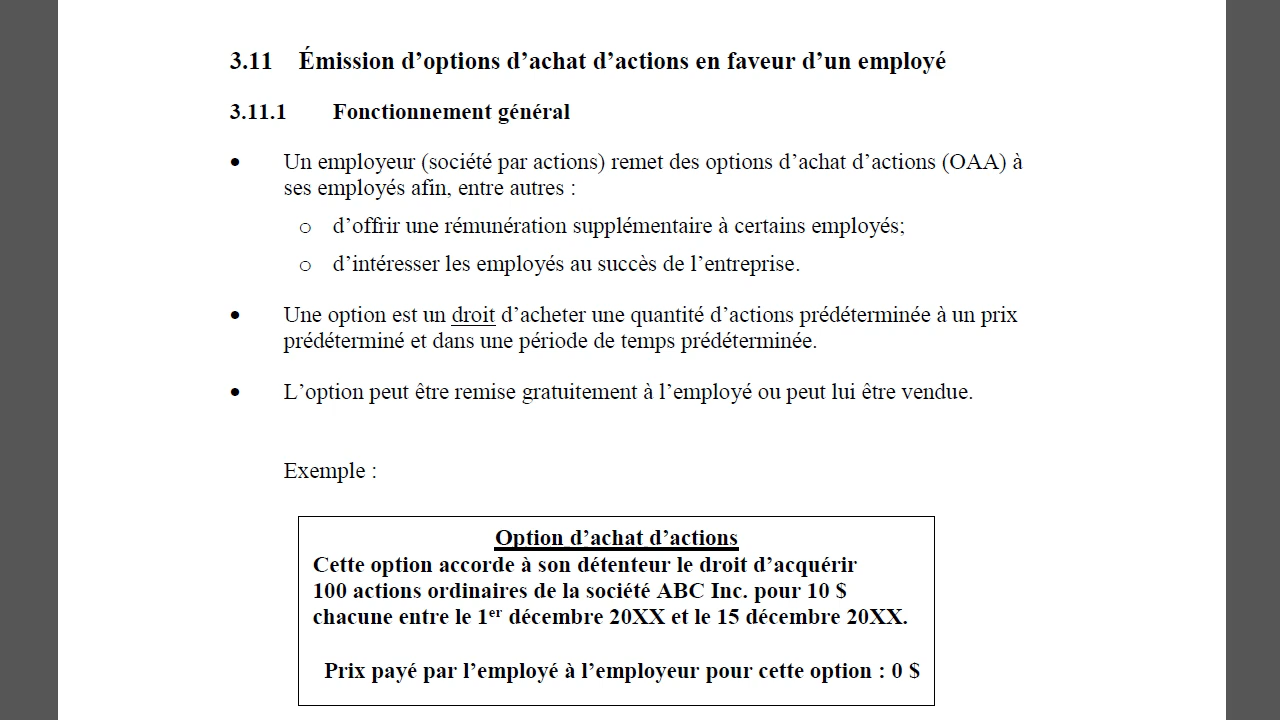 3.11 Émission d’options d’achat d’actions en faveur d’un employé
3.11.1 Fonctionnement général
• Un employeur (société par actions) remet des options d’achat d’actions (OAA) à
ses employés afin, entre autres :
o d’offrir une rémunération supplémentaire à certains employés;
o d’intéresser les employés au succès de l’entreprise.
• Une option est un droit d’acheter une quantité d’actions prédéterminée à un prix
prédéterminé et dans une période de temps prédéterminée.
• L’option peut être remise gratuitement à l’employé ou peut lui être vendue.
Exemple :
Option d’achat d’actions
Cette option accorde à son détenteur le droit d’acquérir
100 actions ordinaires de la société ABC Inc. pour 10 $
chacune entre le 1er décembre 20XX et le 15 décembre 20XX.
Prix payé par l’employé à l’employeur pour cette option : 0 $